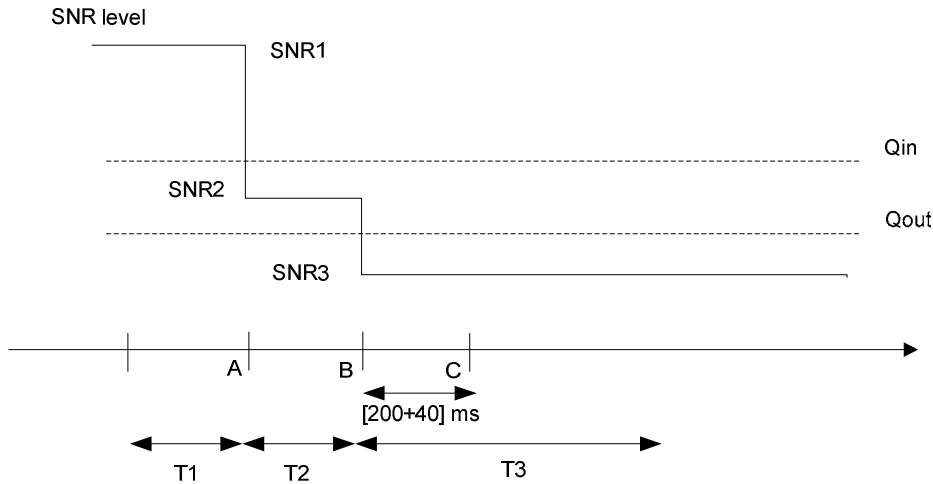 SNR level
SNR1
Qin
SNR2
Qout
SNR3
A B C
[200+40] ms
T1 T2 T3